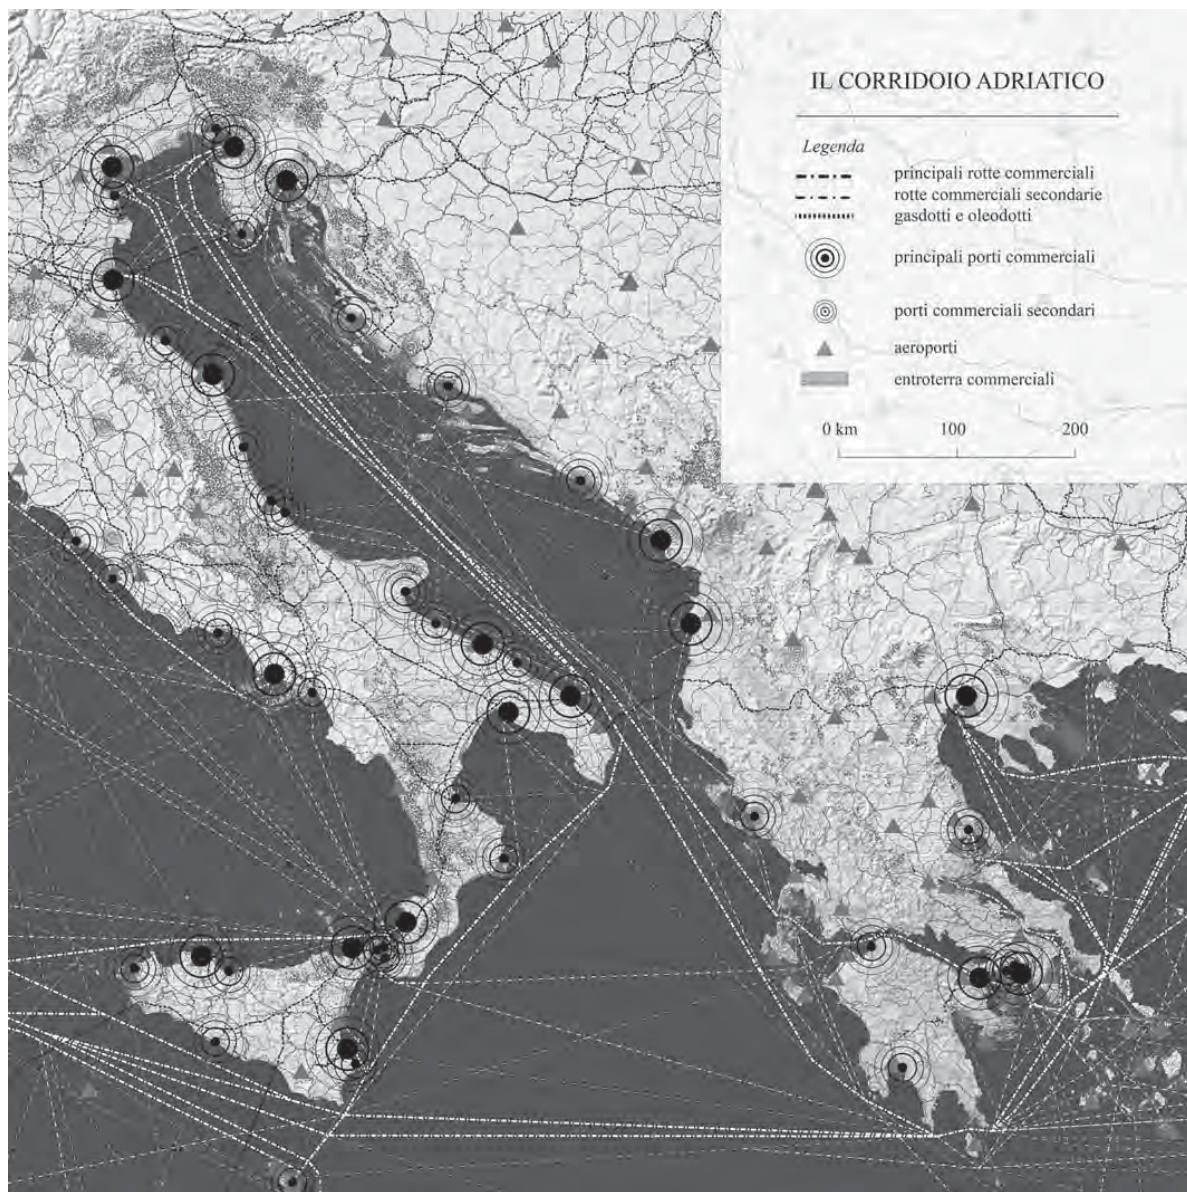 IL CORRIDOIO ADRIATICO
Legenda
principali rotte commerciali
rotte commerciali secondarie
gasdotti e oleodotti
principali porti commerciali
porti commerciali secondari
aeroporti
entroterra commerciali
0 km 100 200